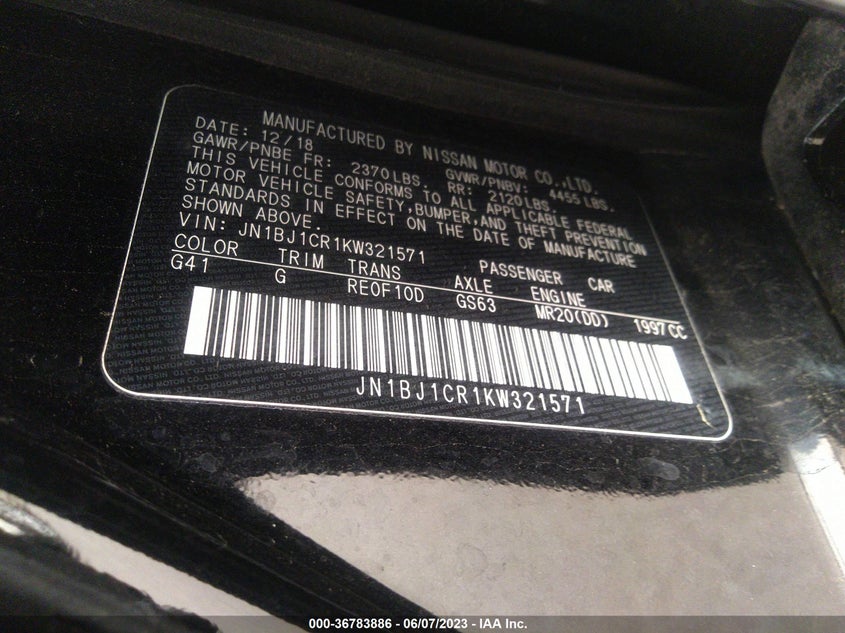 MANUFACTURED BY NISSAN MOTOR CO.,LTD.
DATE: 12/18 GVWR/PNBV: 4455 LBS.
GAWR/PNBE FR: 2370LBS. RR: 2120LBS
THIS VEHICLE CONFORMS TO ALL APPLICABLE FEDERAL
MOTOR VEHICLE SAFETY,BUMPER,AND THEFT PREVENTION
STANDARDS IN EFFECT ON THE DATE OF MANUFACTURE
SHOWN ABOVE.
VIN: JN1BJ1CR1KW321571 PASSENGER CAR
COLOR TRIM TRANS AXLE ENGINE
G41 G RE0F10D GS63 MR20(DD) 1997CC
JN1BJ1CR1KW321571
000-36783886 - 06/07/2023 - IAA Inc.